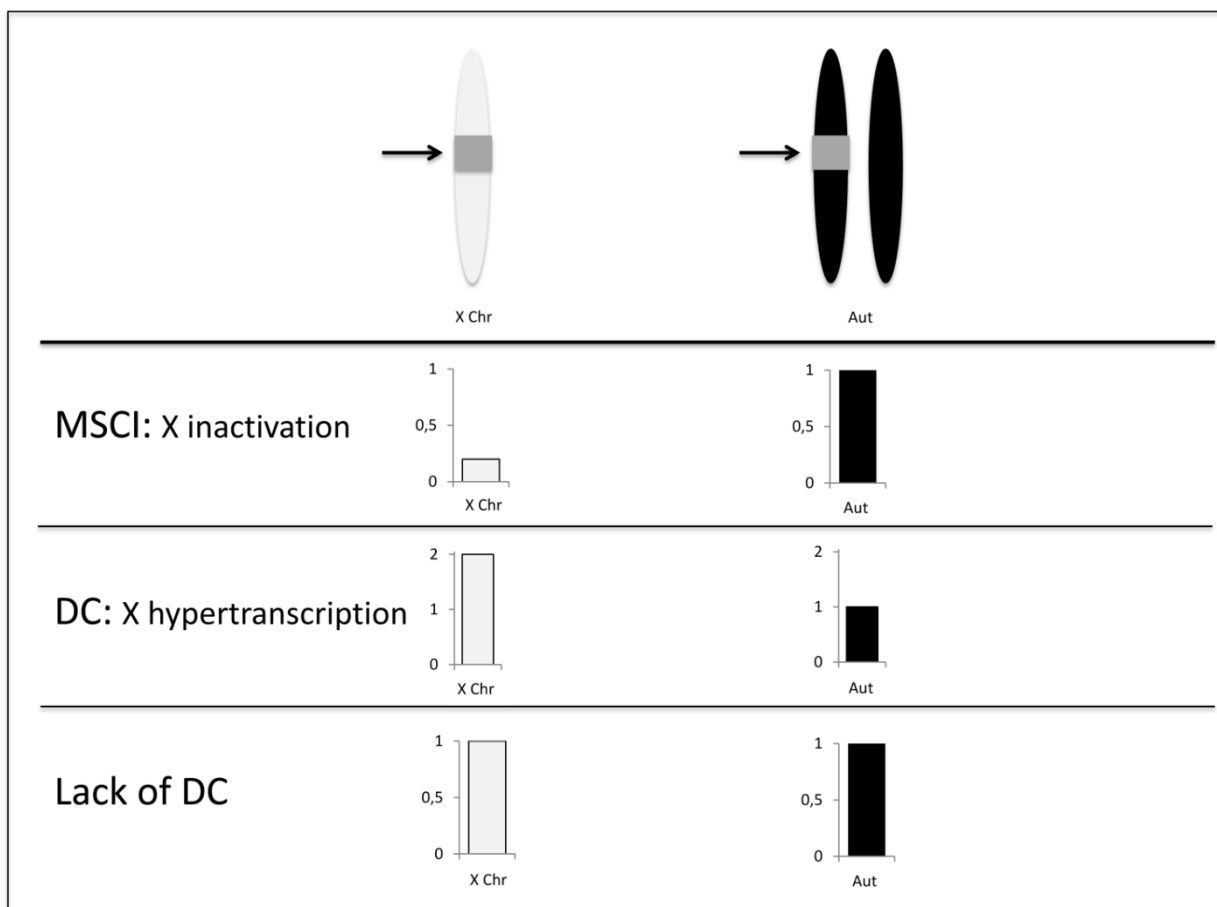 X Chr
Aut
MSCI: X inactivation
1
0,5
0
X Chr
1
0,5
0
Aut
DC: X hypertranscription
2
1
0
X Chr
2
1
0
Aut
Lack of DC
1
0,5
0
X Chr
1
0,5
0
Aut